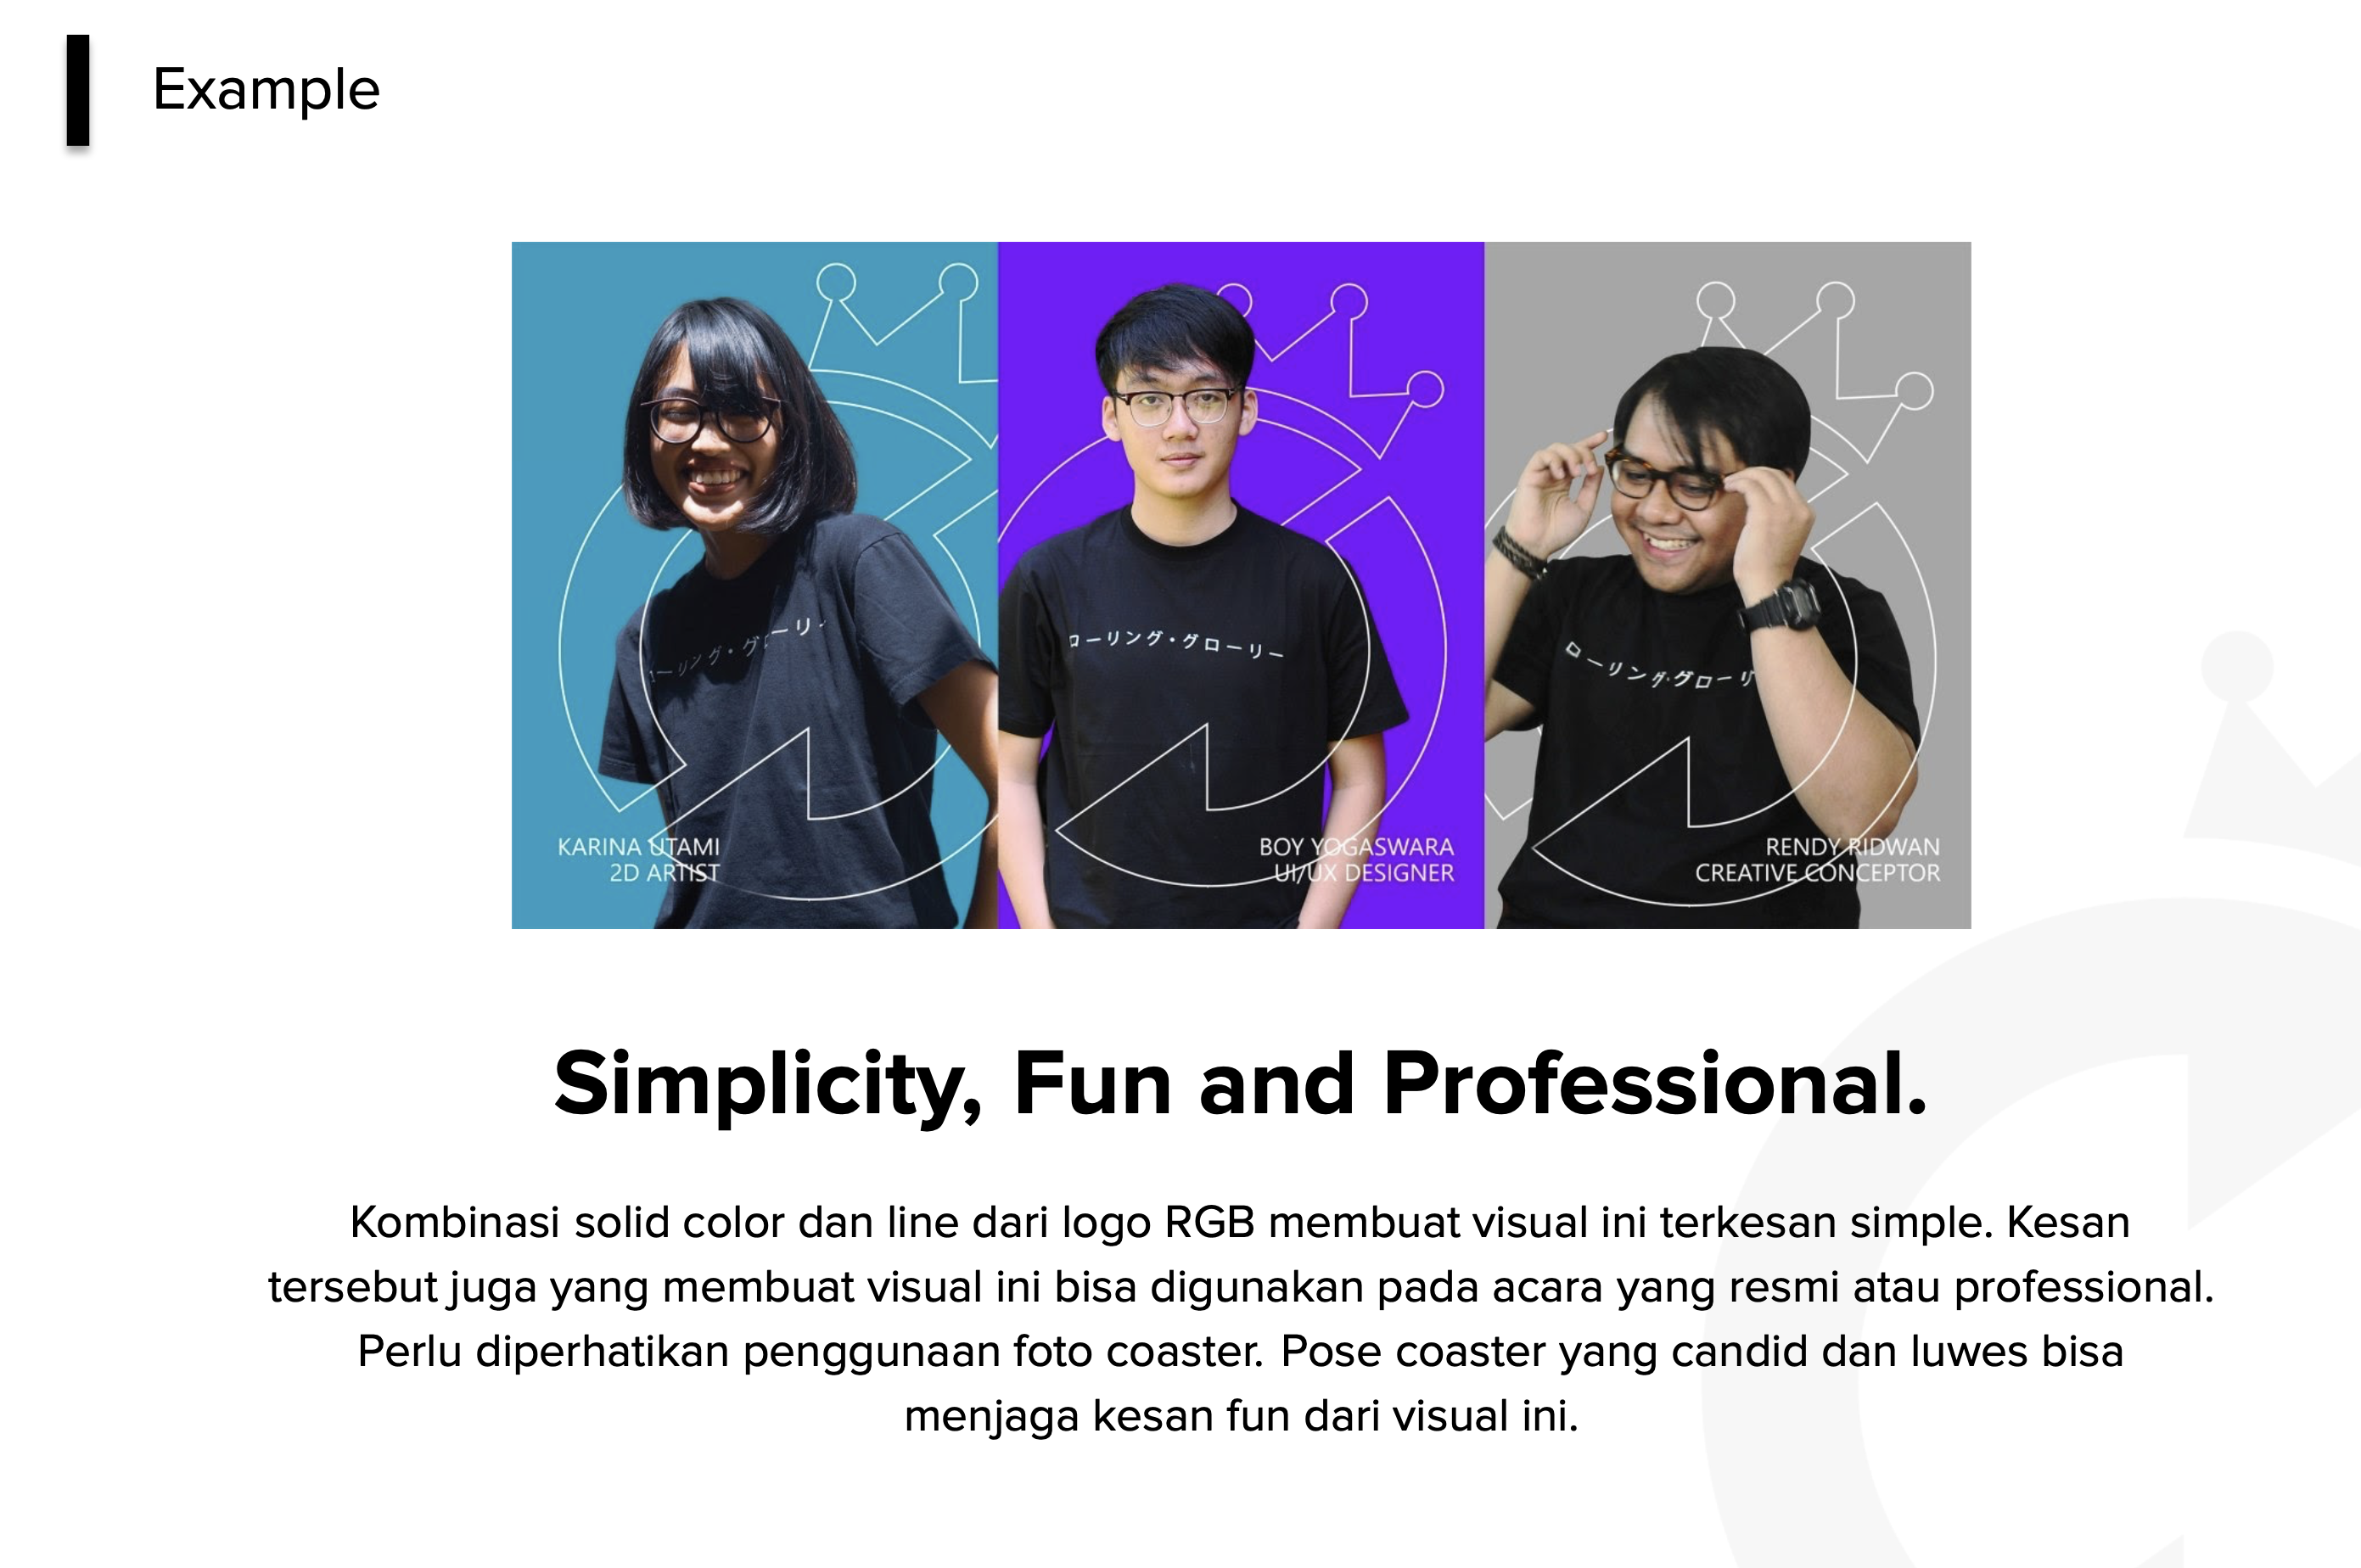 Example
ーリング・グローリー
ローリング・グローリー
ローリング・グローリ
KARINA UTAMI
2D ARTIST
BOY YOGASWARA
UI/UX DESIGNER
RENDY RIDWAN
CREATIVE CONCEPTOR
Simplicity, Fun and Professional.
Kombinasi solid color dan line dari logo RGB membuat visual ini terkesan simple. Kesan
tersebut juga yang membuat visual ini bisa digunakan pada acara yang resmi atau professional.
Perlu diperhatikan penggunaan foto coaster. Pose coaster yang candid dan luwes bisa
menjaga kesan fun dari visual ini.